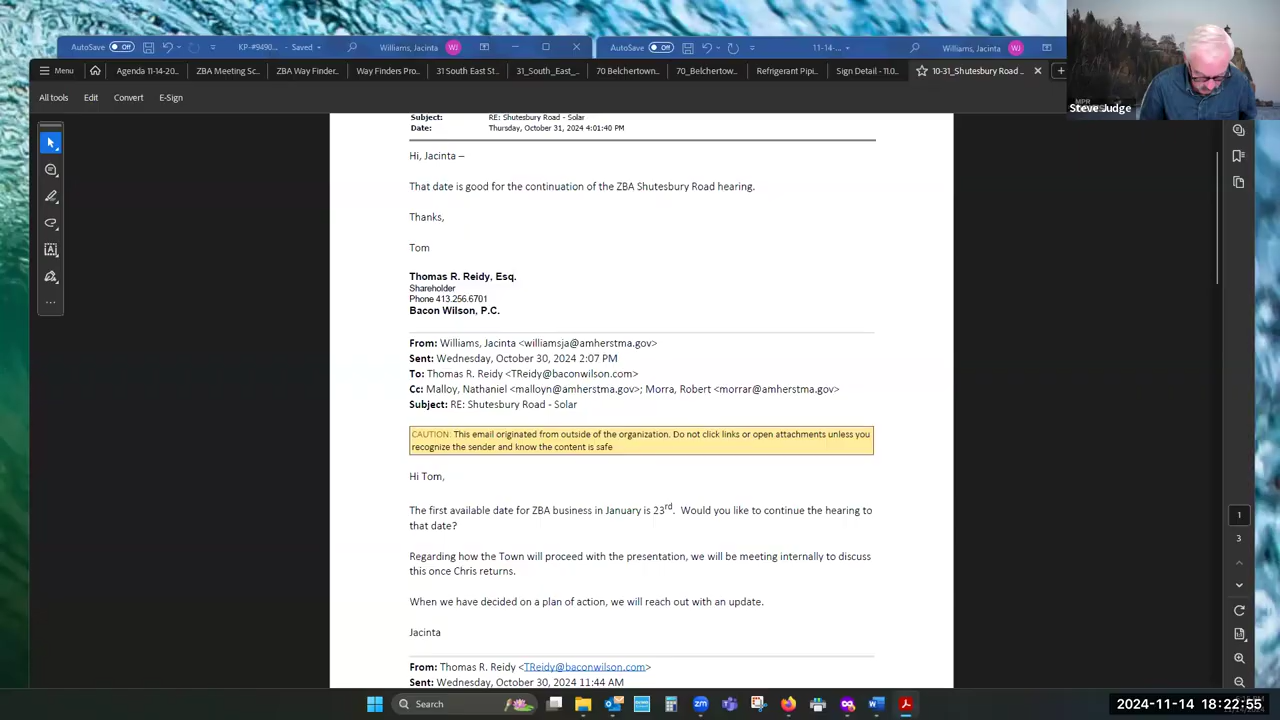 AutoSave Off KP-#9490... - Saved Williams, Jacinta WJ
AutoSave Off 11-14-... Williams, Jacinta WJ
Menu Agenda 11-14-20... ZBA Meeting Sc... ZBA Way Finder... Way Finders Pro... 31 South East St... 31_South_East_... 70 Belchertown... 70_Belchertow... Refrigerant Pipi... Sign Detail - 11.0... 10-31_Shutesbury Road ...
All tools Edit Convert E-Sign
Steve Judge
Subject: RE: Shutesbury Road - Solar
Date: Thursday, October 31, 2024 4:01:40 PM
Hi, Jacinta –
That date is good for the continuation of the ZBA Shutesbury Road hearing.
Thanks,
Tom
Thomas R. Reidy, Esq.
Shareholder
Phone 413.256.6701
Bacon Wilson, P.C.
From: Williams, Jacinta <williamsja@amherstma.gov>
Sent: Wednesday, October 30, 2024 2:07 PM
To: Thomas R. Reidy <TReidy@baconwilson.com>
Cc: Malloy, Nathaniel <malloyn@amherstma.gov>; Morra, Robert <morrar@amherstma.gov>
Subject: RE: Shutesbury Road - Solar
CAUTION: This email originated from outside of the organization. Do not click links or open attachments unless you
recognize the sender and know the content is safe
Hi Tom,
The first available date for ZBA business in January is 23rd. Would you like to continue the hearing to
that date?
Regarding how the Town will proceed with the presentation, we will be meeting internally to discuss
this once Chris returns.
When we have decided on a plan of action, we will reach out with an update.
Jacinta
From: Thomas R. Reidy <TReidy@baconwilson.com>
Sent: Wednesday, October 30, 2024 11:44 AM
1
3
Search
2024-11-14 18:22:55